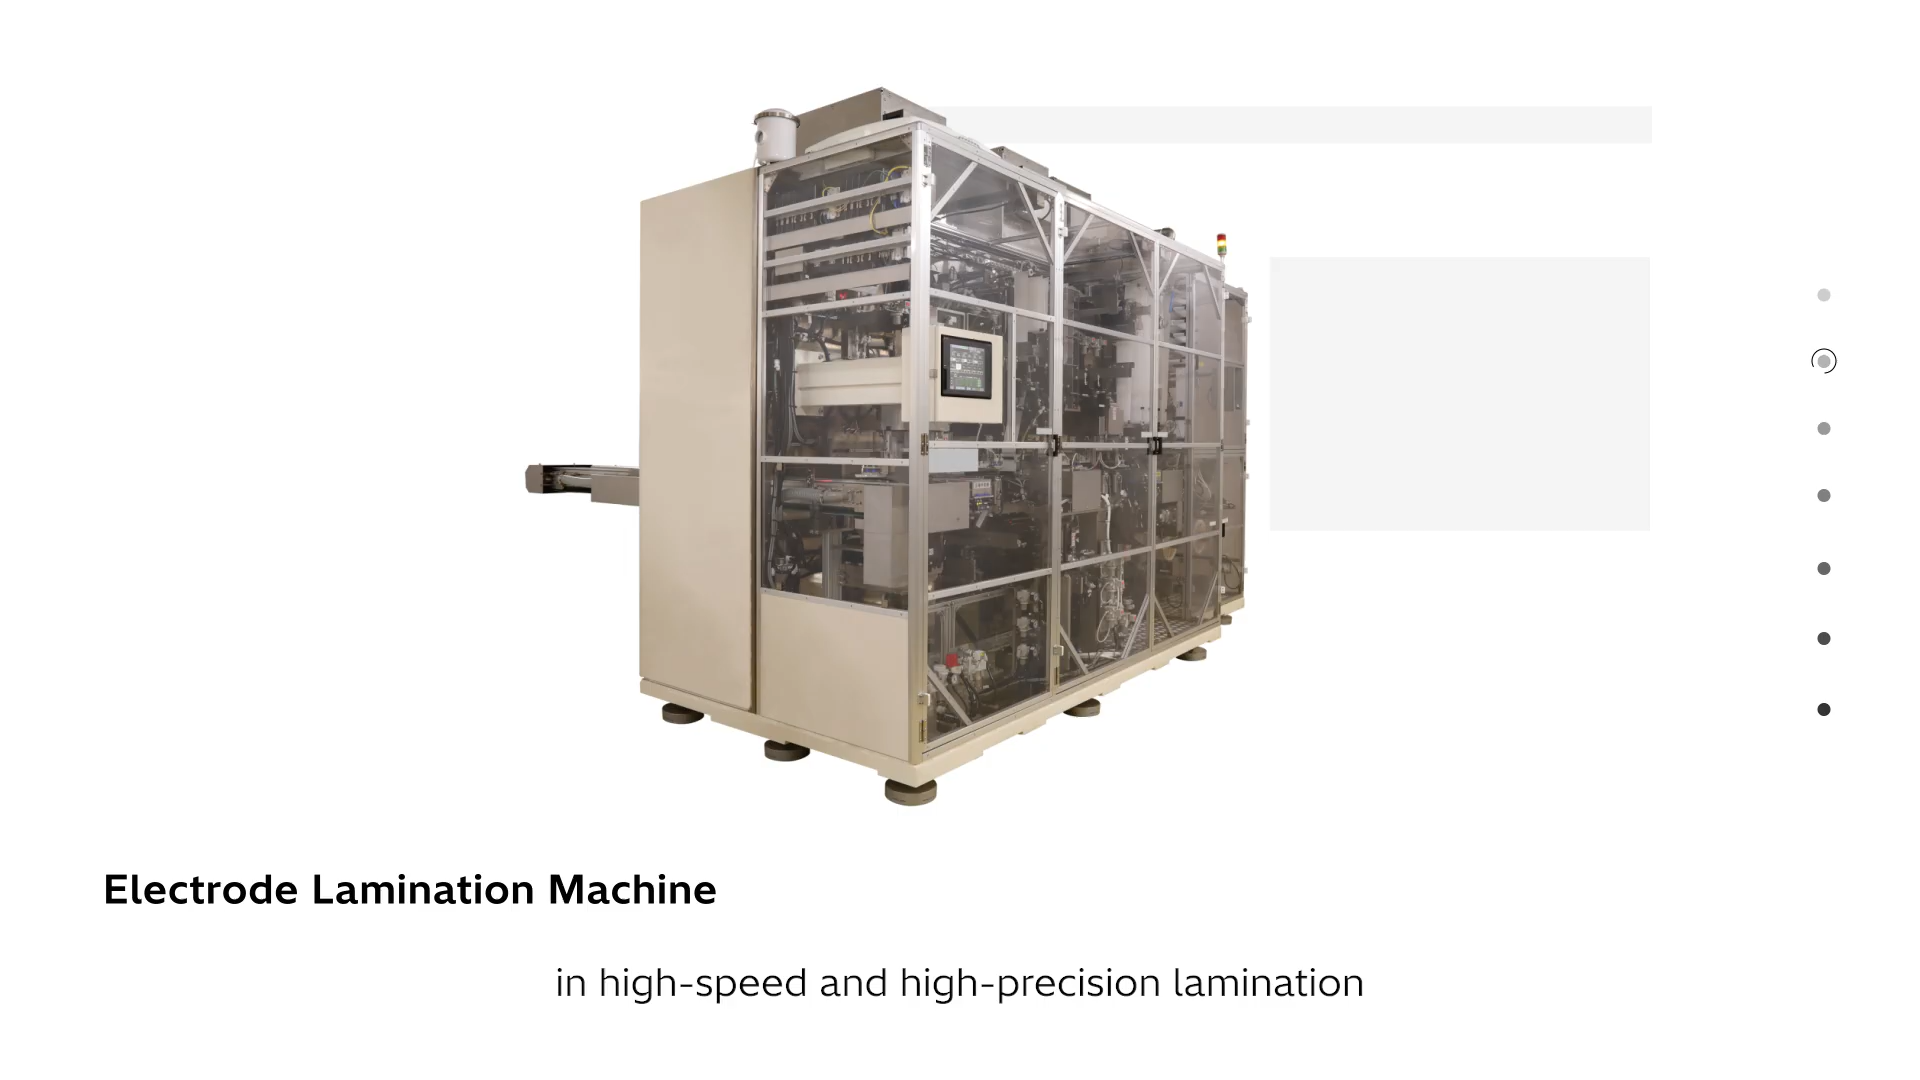 Electrode Lamination Machine
in high-speed and high-precision lamination